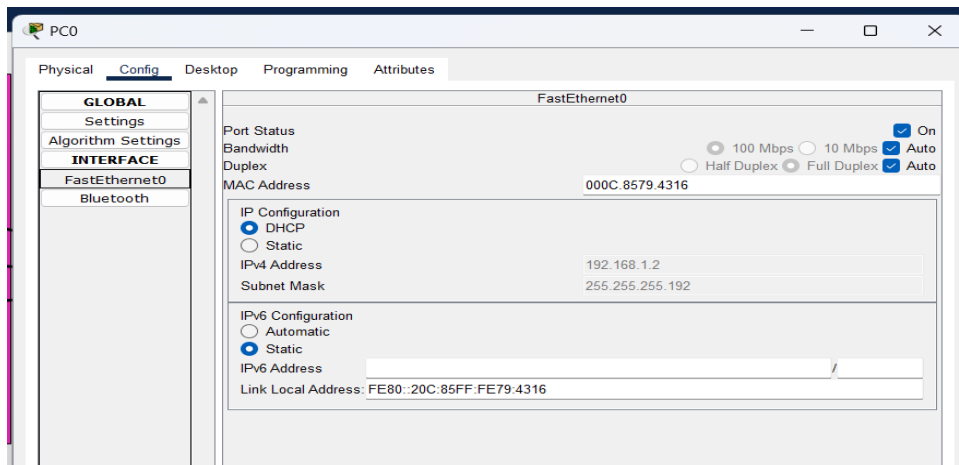 PC0
Physical Config Desktop Programming Attributes
GLOBAL
Settings
Algorithm Settings
INTERFACE
FastEthernet0
Bluetooth
FastEthernet0
Port Status On
Bandwidth 100 Mbps 10 Mbps Auto
Duplex Half Duplex Full Duplex Auto
MAC Address 000C.8579.4316
IP Configuration
DHCP
Static
IPv4 Address 192.168.1.2
Subnet Mask 255.255.255.192
IPv6 Configuration
Automatic
Static
IPv6 Address /
Link Local Address: FE80::20C:85FF:FE79:4316